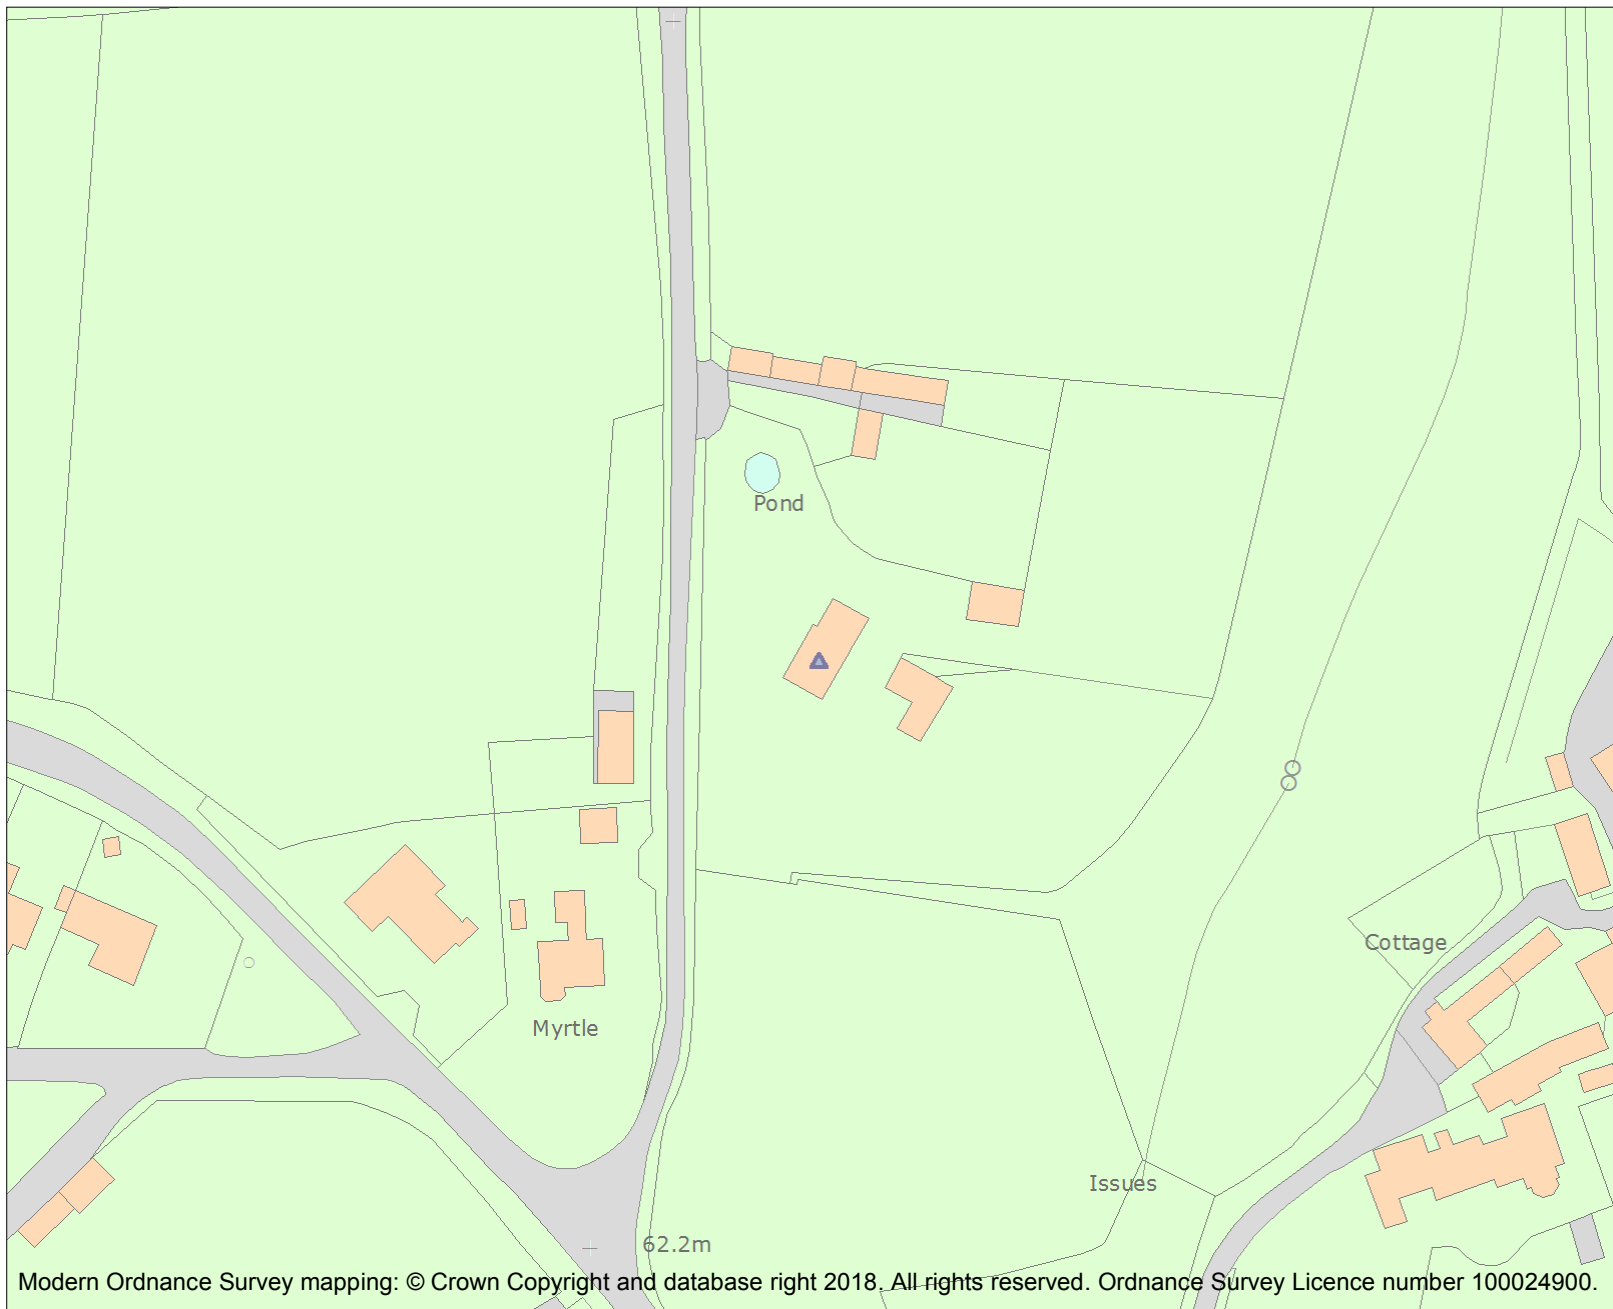 Pond
Cottage
Myrtle
Issues
62.2m
Modern Ordnance Survey mapping: © Crown Copyright and database right 2018. All rights reserved. Ordnance Survey Licence number 100024900.